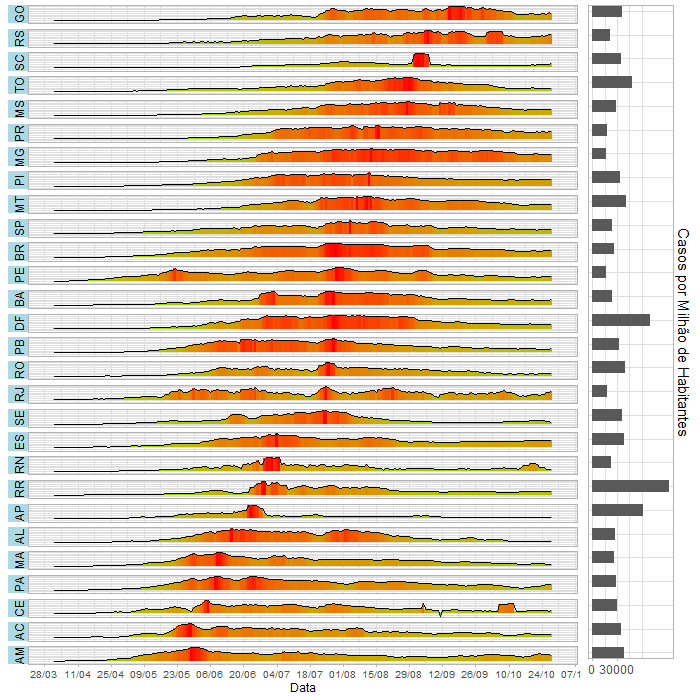 GO
RS
SC
TO
MS
PR
MG
PI
MT
SP
BR
PE
BA
DF
PB
RO
RJ
SE
ES
RN
RR
AP
AL
MA
PA
CE
AC
AM
28/03 11/04 25/04 09/05 23/05 06/06 20/06 04/07 18/07 01/08 15/08 29/08 12/09 26/09 10/10 24/10 07/1
Data
0 30000
Casos por Milhão de Habitantes